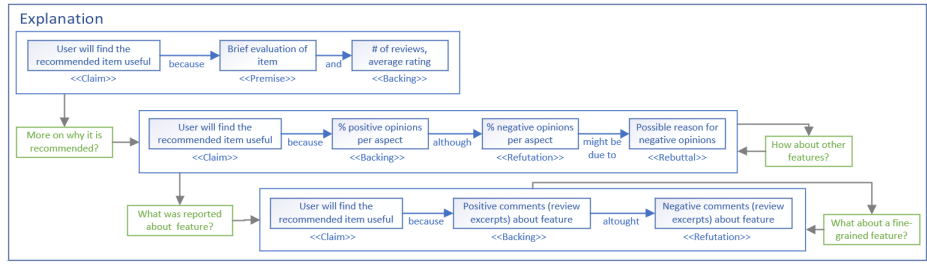 Explanation
User will find the
recommended item useful
<<Claim>>
because
Brief evaluation of
item
<<Premise>>
and
# of reviews,
average rating
<<Backing>>
More on why it is
recommended?
User will find the
recommended item useful
<<Claim>>
because
% positive opinions
per aspect
<<Backing>>
although
% negative opinions
per aspect
<<Refutation>>
might be
due to
Possible reason for
negative opinions
<<Rebuttal>>
How about other
features?
What was reported
about feature?
User will find the
recommended item useful
<<Claim>>
because
Positive comments (review
excerpts) about feature
<<Backing>>
altought
Negative comments (review
excerpts) about feature
<<Refutation>>
What about a fine-
grained feature?